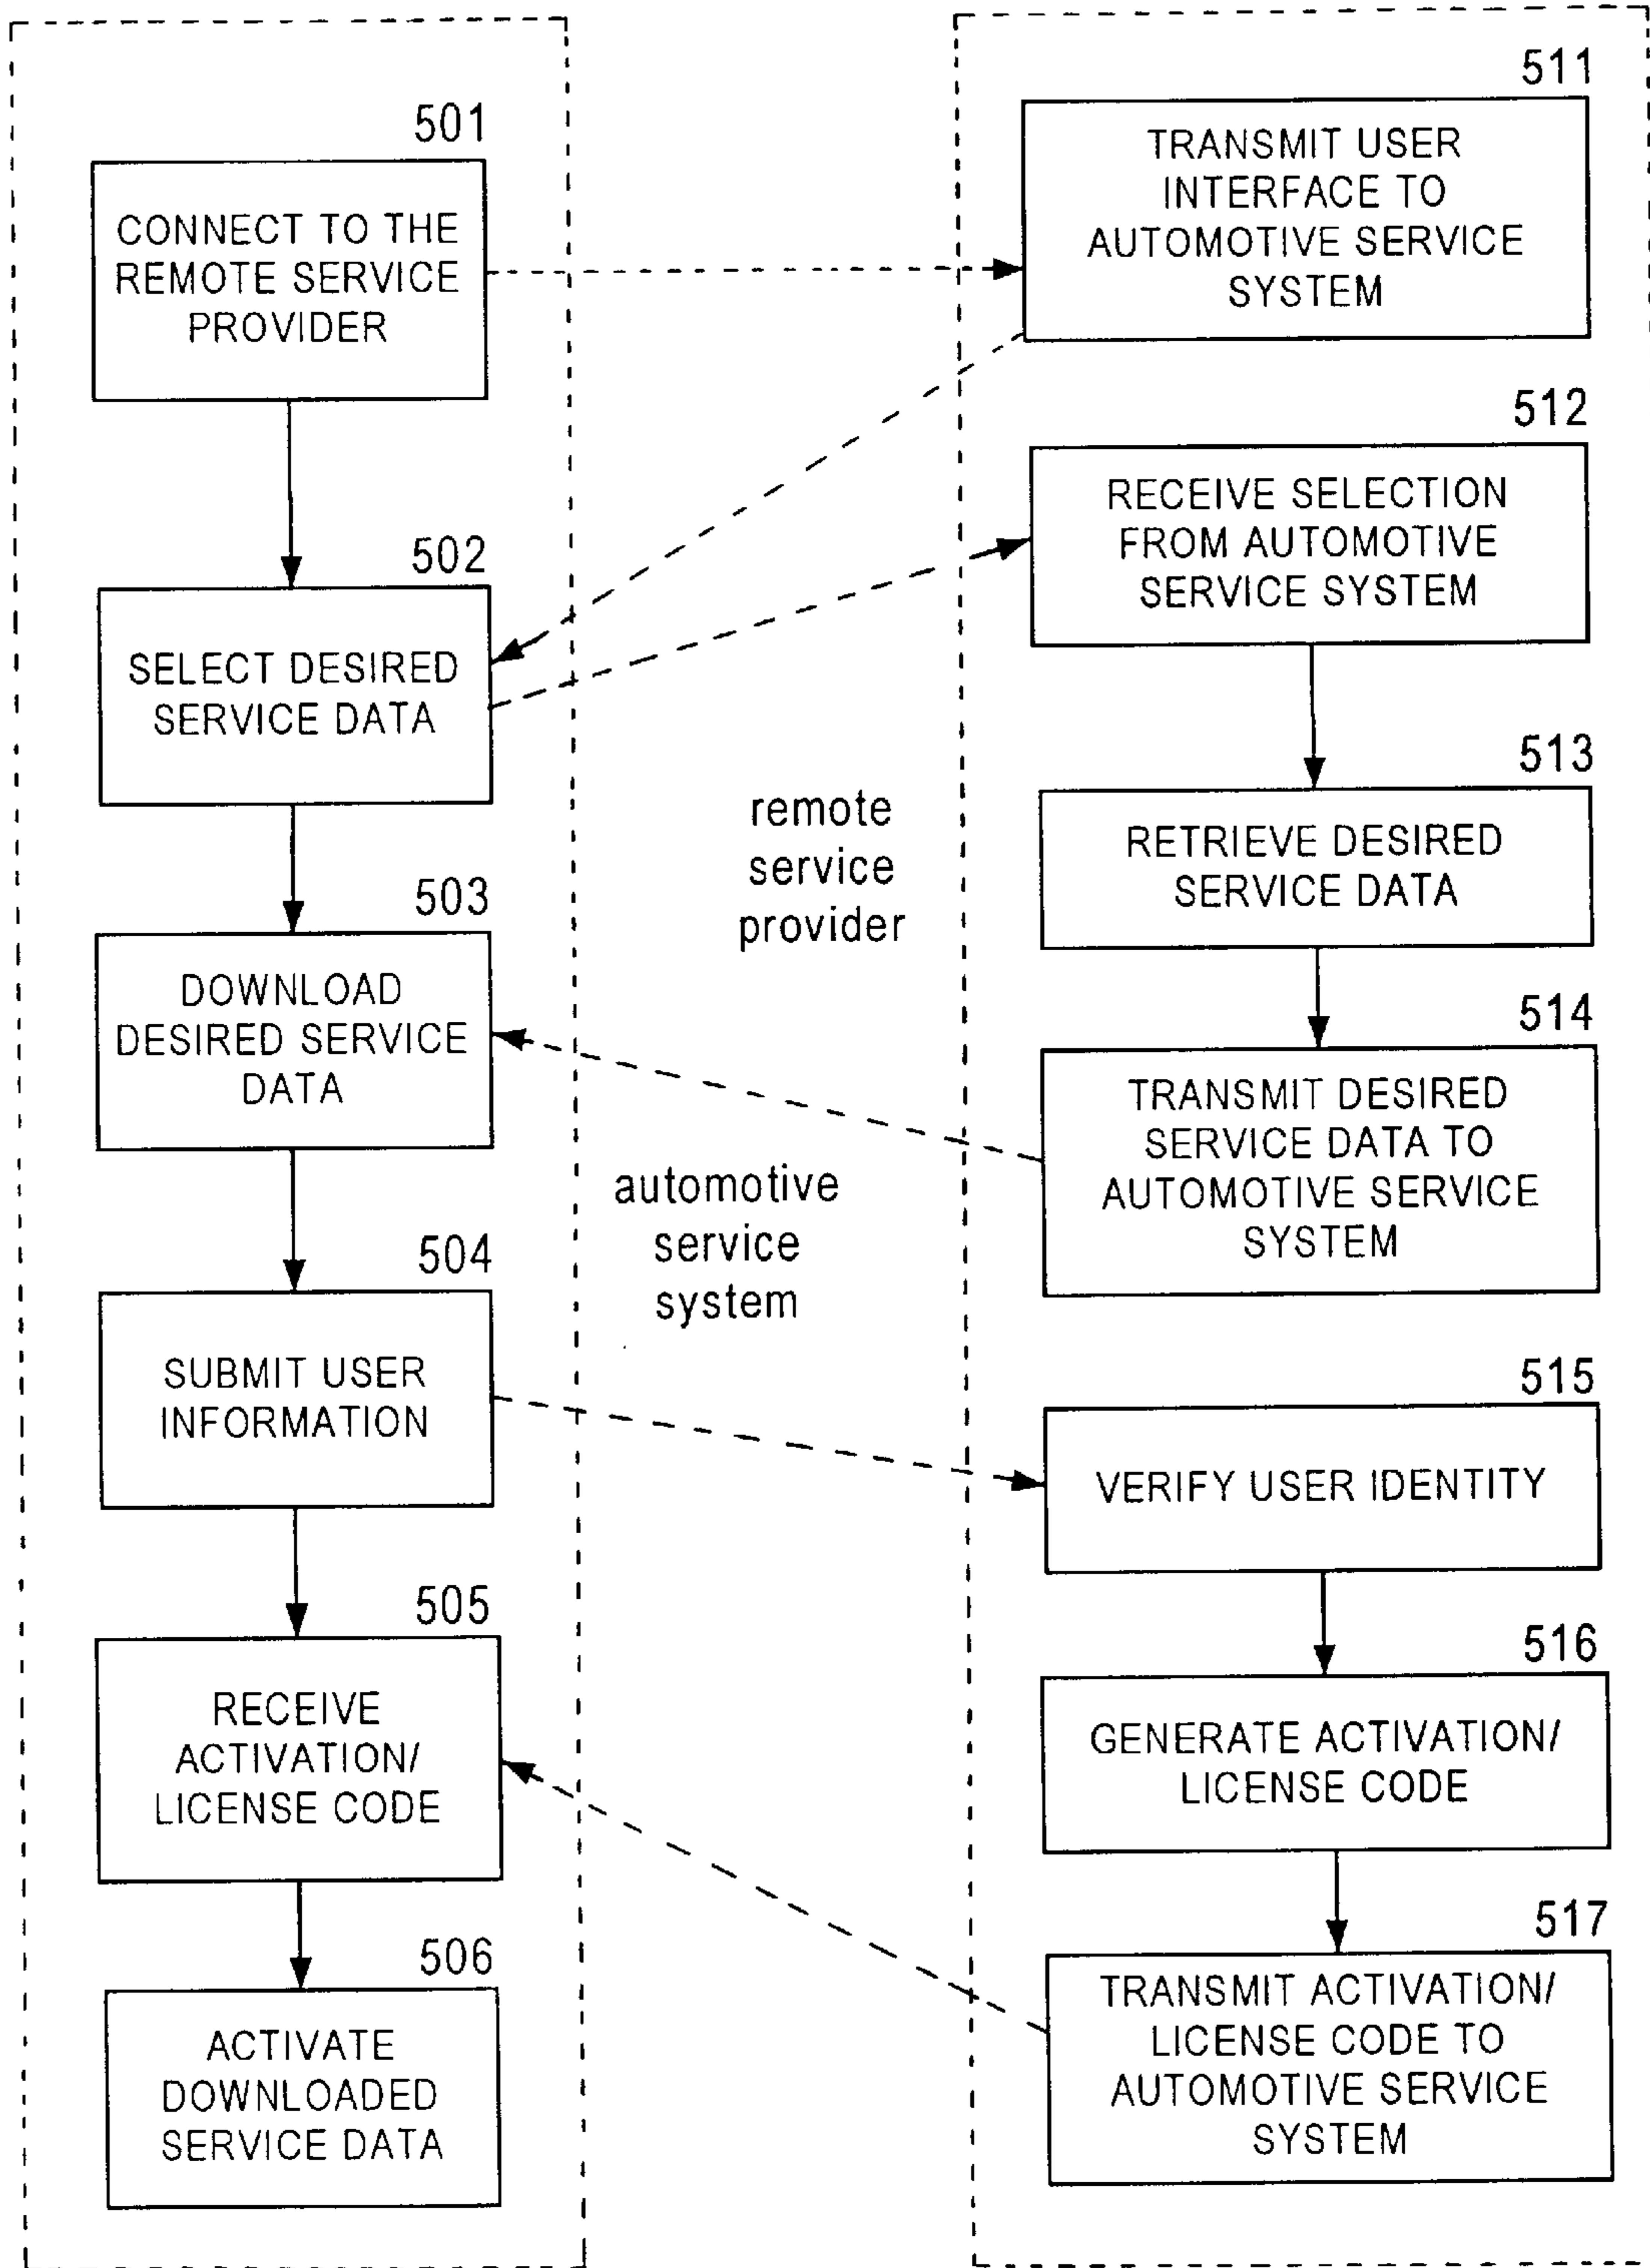 501
CONNECT TO THE
REMOTE SERVICE
PROVIDER
502
SELECT DESIRED
SERVICE DATA
503
DOWNLOAD
DESIRED SERVICE
DATA
504
SUBMIT USER
INFORMATION
505
RECEIVE
ACTIVATION/
LICENSE CODE
506
ACTIVATE
DOWNLOADED
SERVICE DATA
remote
service
provider
automotive
service
system
511
TRANSMIT USER
INTERFACE TO
AUTOMOTIVE SERVICE
SYSTEM
512
RECEIVE SELECTION
FROM AUTOMOTIVE
SERVICE SYSTEM
513
RETRIEVE DESIRED
SERVICE DATA
514
TRANSMIT DESIRED
SERVICE DATA TO
AUTOMOTIVE SERVICE
SYSTEM
515
VERIFY USER IDENTITY
516
GENERATE ACTIVATION/
LICENSE CODE
517
TRANSMIT ACTIVATION/
LICENSE CODE TO
AUTOMOTIVE SERVICE
SYSTEM